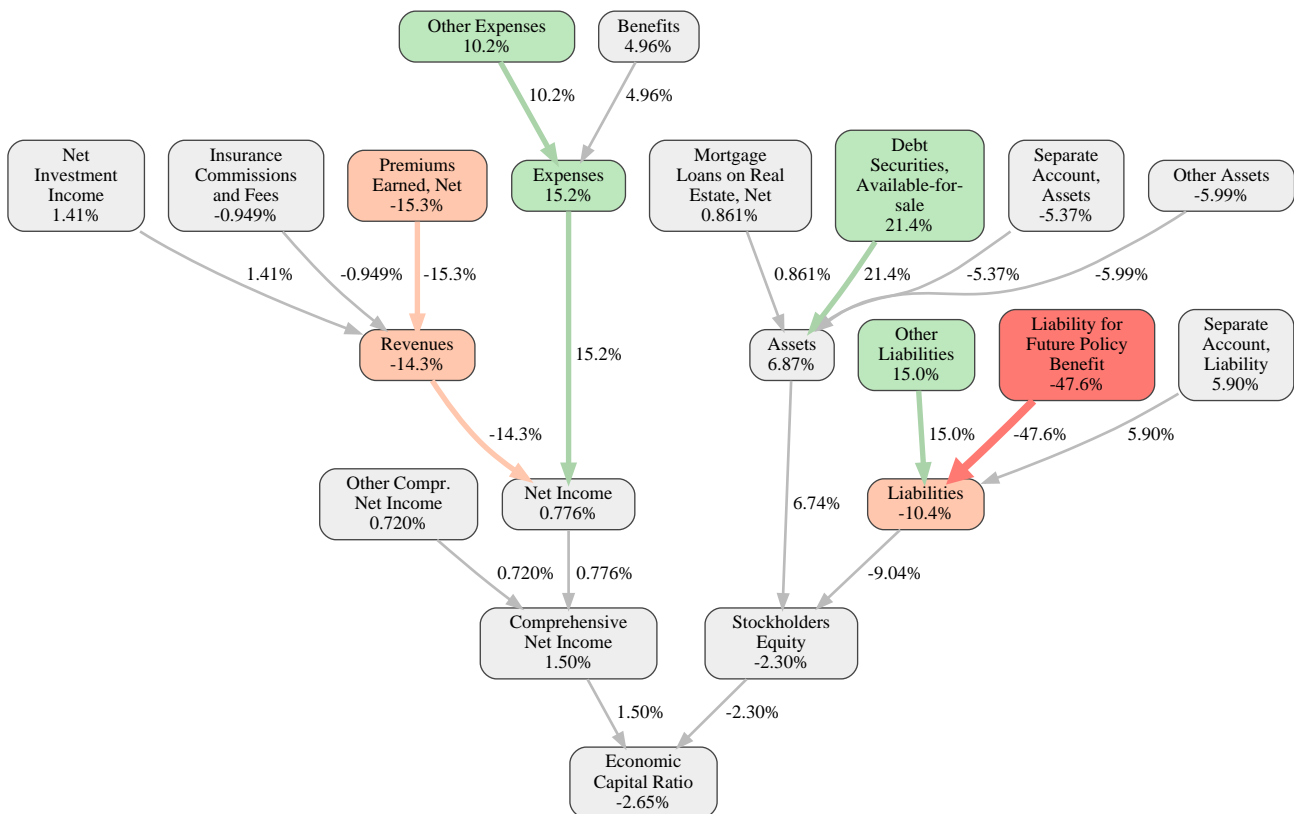 Other Expenses
10.2%
Benefits
4.96%
10.2%
4.96%
Net
Investment
Income
1.41%
Insurance
Commissions
and Fees
-0.949%
Premiums
Earned, Net
-15.3%
Expenses
15.2%
Mortgage
Loans on Real
Estate, Net
0.861%
Debt
Securities,
Available-for-
sale
21.4%
Separate
Account,
Assets
-5.37%
Other Assets
-5.99%
1.41%
-0.949%
-15.3%
0.861%
21.4%
-5.37%
-5.99%
Revenues
-14.3%
15.2%
Assets
6.87%
Other
Liabilities
15.0%
Liability for
Future Policy
Benefit
-47.6%
Separate
Account,
Liability
5.90%
-14.3%
15.0%
-47.6%
5.90%
Other Compr.
Net Income
0.720%
Net Income
0.776%
6.74%
Liabilities
-10.4%
0.720%
0.776%
-9.04%
Comprehensive
Net Income
1.50%
Stockholders
Equity
-2.30%
1.50%
-2.30%
Economic
Capital Ratio
-2.65%